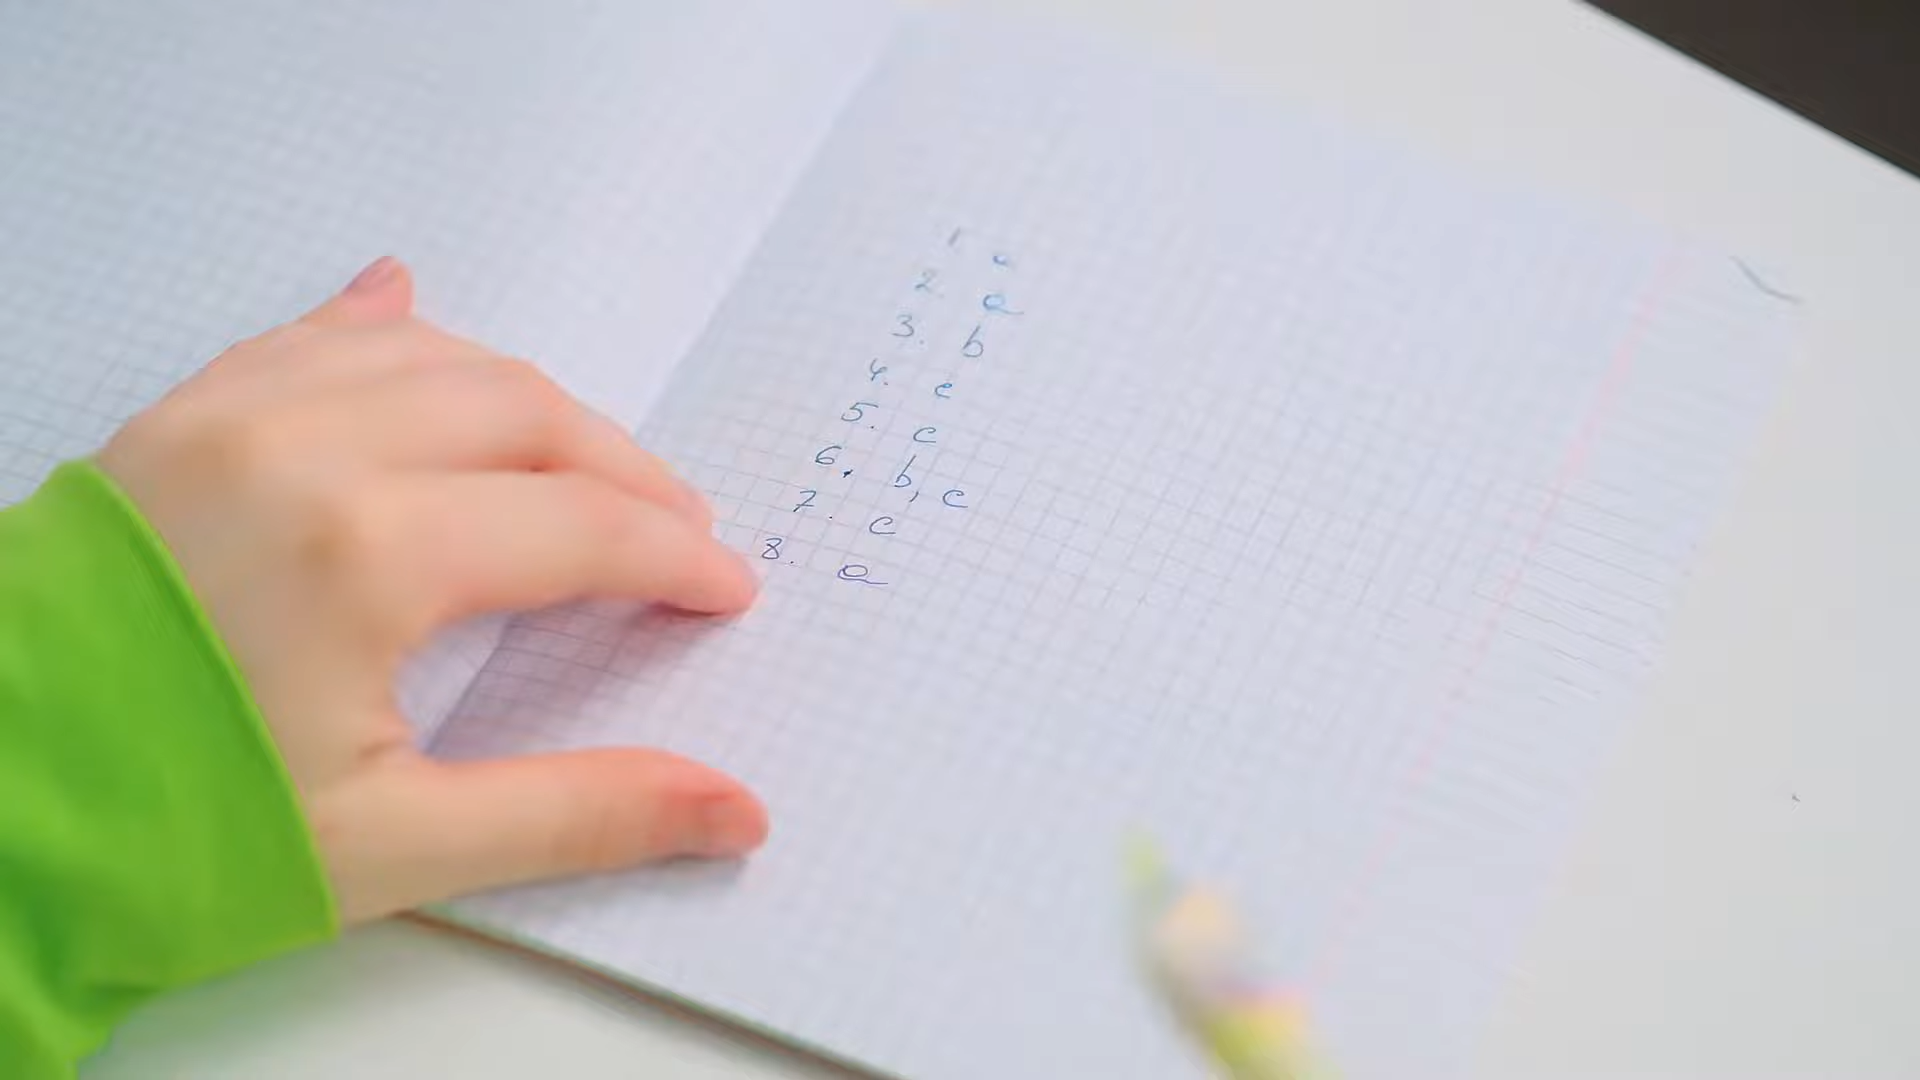 1
2. a
3. b
4. e
5. c
6. b, c
7. c
8. a